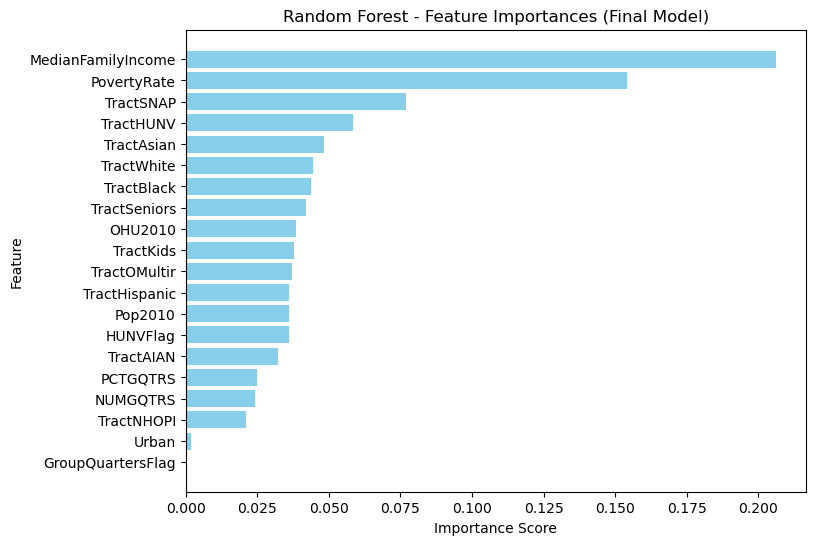 Random Forest - Feature Importances (Final Model)
MedianFamilyIncome
PovertyRate
TractSNAP
TractHUNV
TractAsian
TractWhite
TractBlack
TractSeniors
OHU2010
TractKids
TractOMultir
TractHispanic
Pop2010
HUNVFlag
TractAIAN
PCTGQTRS
NUMGQTRS
TractNHOPI
Urban
GroupQuartersFlag
Feature
0.000 0.025 0.050 0.075 0.100 0.125 0.150 0.175 0.200
Importance Score